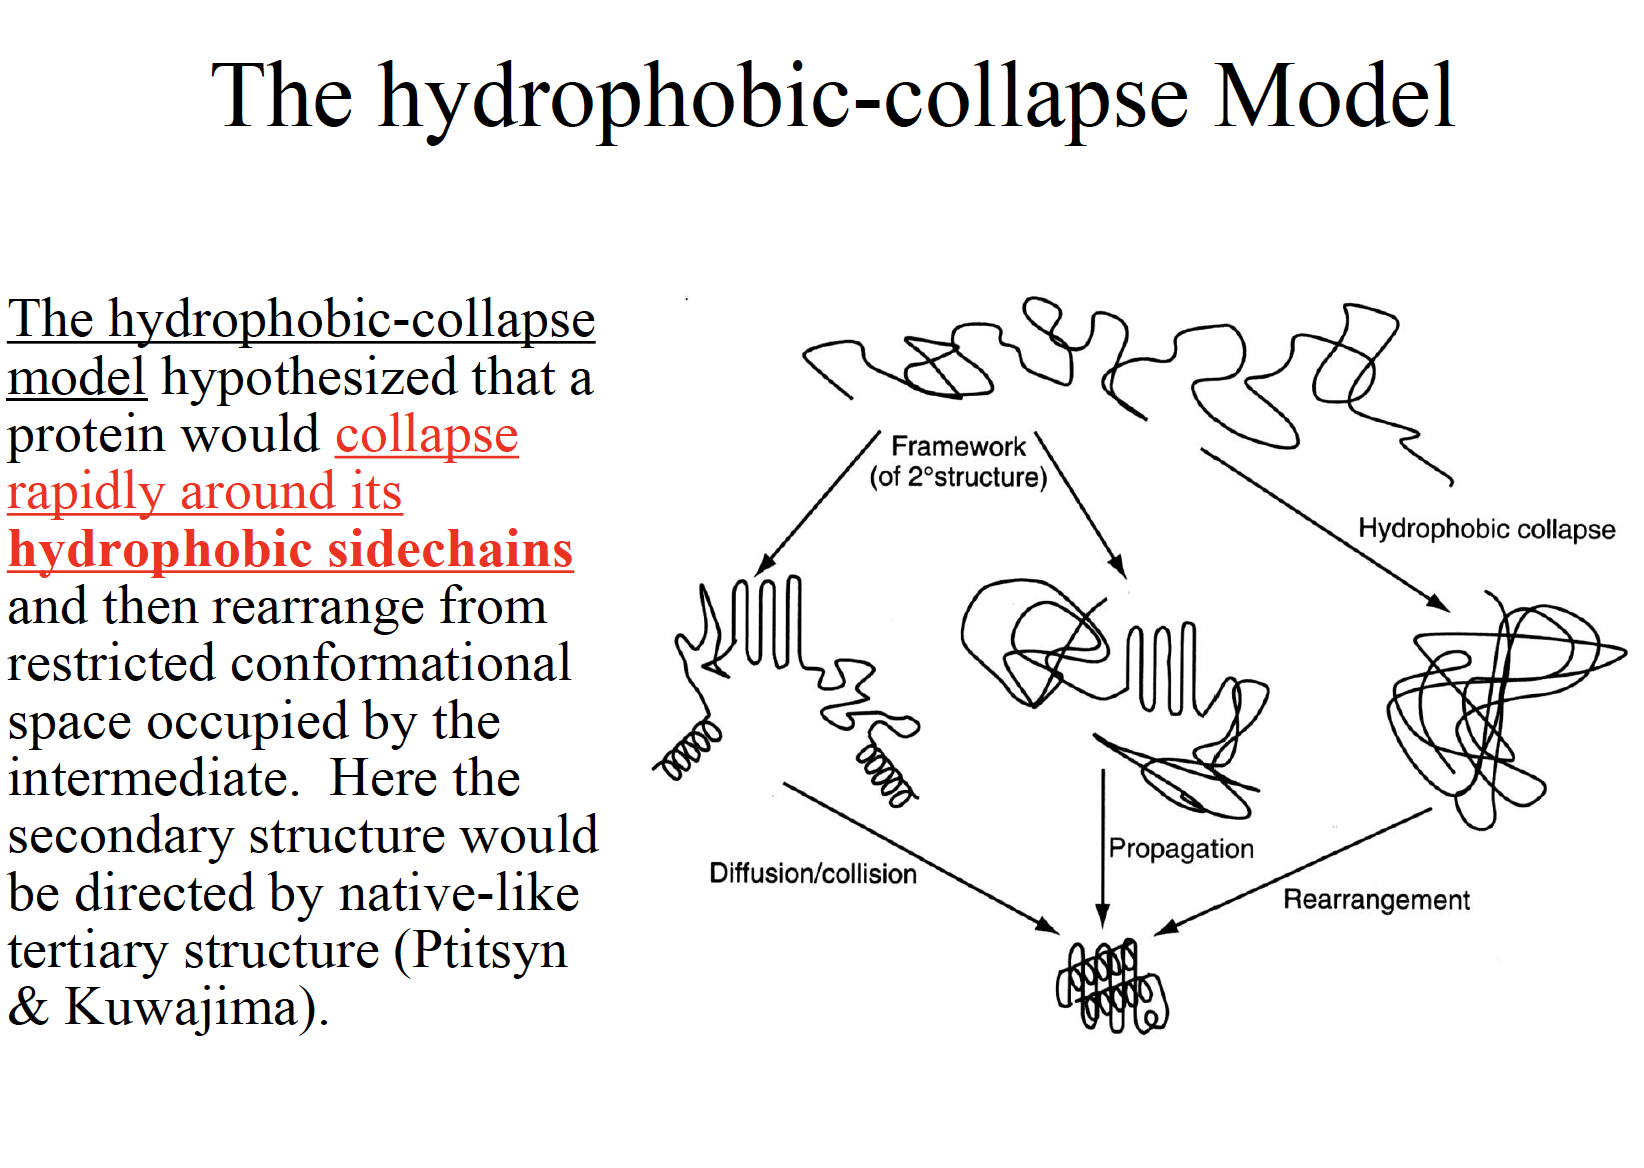 The hydrophobic-collapse Model
The hydrophobic-collapse
model hypothesized that a
protein would collapse
rapidly around its
hydrophobic sidechains
and then rearrange from
restricted conformational
space occupied by the
intermediate.  Here the
secondary structure would
be directed by native-like
tertiary structure (Ptitsyn
& Kuwajima).
Framework
(of 2°structure)
Hydrophobic collapse
Diffusion/collision
Propagation
Rearrangement